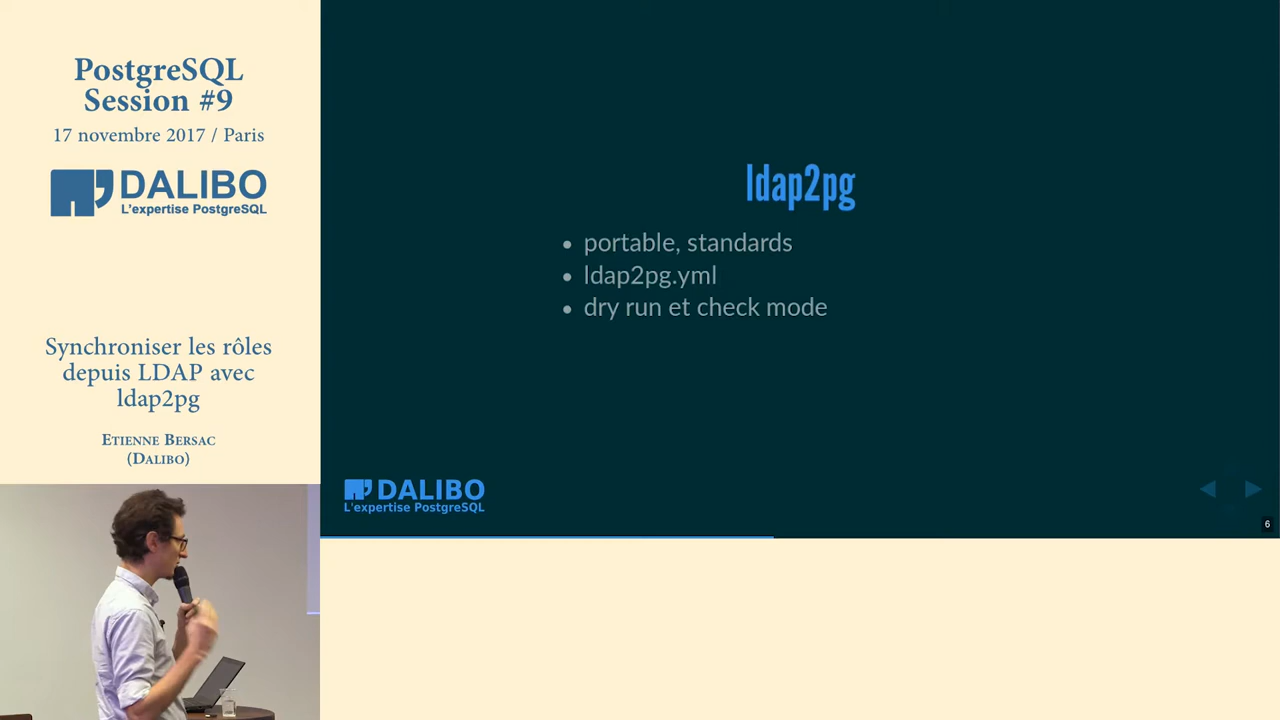 PostgreSQL
Session #9
17 novembre 2017 / Paris
DALIBO
L'expertise PostgreSQL
Synchroniser les rôles
depuis LDAP avec
ldap2pg
Etienne Bersac
(Dalibo)
ldap2pg
• portable, standards
• ldap2pg.yml
• dry run et check mode
DALIBO
L'expertise PostgreSQL
6